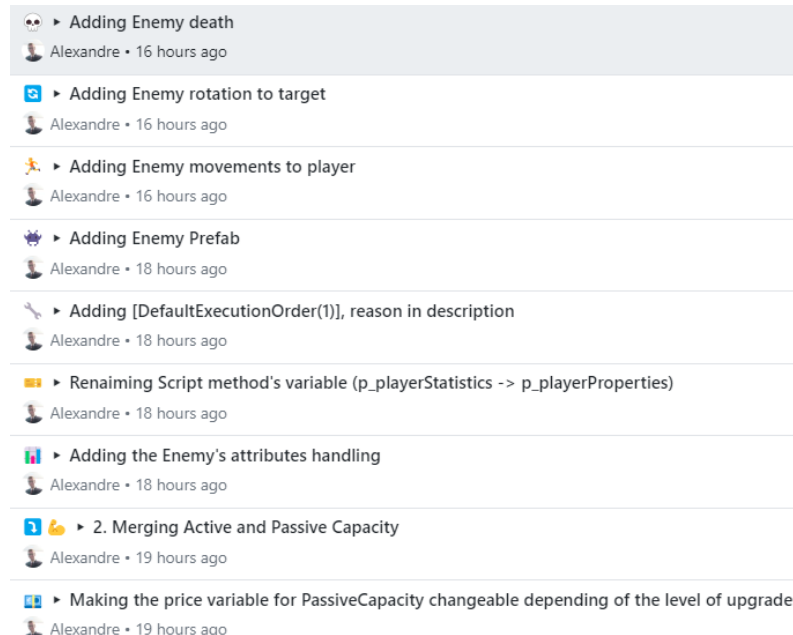 ▸ Adding Enemy death
Alexandre • 16 hours ago
▸ Adding Enemy rotation to target
Alexandre • 16 hours ago
▸ Adding Enemy movements to player
Alexandre • 16 hours ago
▸ Adding Enemy Prefab
Alexandre • 18 hours ago
▸ Adding [DefaultExecutionOrder(1)], reason in description
Alexandre • 18 hours ago
▸ Renaiming Script method's variable (p_playerStatistics -> p_playerProperties)
Alexandre • 18 hours ago
▸ Adding the Enemy's attributes handling
Alexandre • 18 hours ago
▸ 2. Merging Active and Passive Capacity
Alexandre • 19 hours ago
▸ Making the price variable for PassiveCapacity changeable depending of the level of upgrade
Alexandre • 19 hours ago